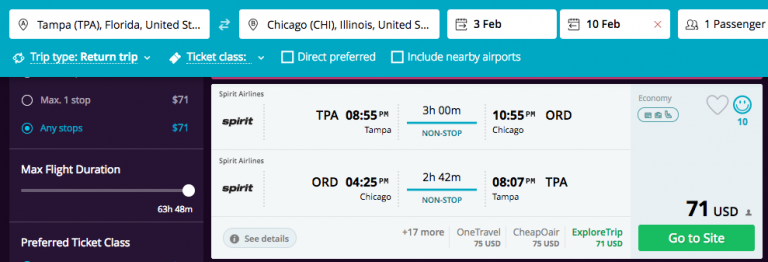 A Tampa (TPA), Florida, United St...
B Chicago (CHI), Illinois, United S...
3 Feb
10 Feb
1 Passenger
Trip type: Return trip
Ticket class:
Direct preferred
Include nearby airports
Max. 1 stop $71
Any stops $71
Max Flight Duration
63h 48m
Preferred Ticket Class
Spirit Airlines
spirit
TPA 08:55 PM
Tampa
3h 00m
NON-STOP
10:55 PM ORD
Chicago
Spirit Airlines
spirit
ORD 04:25 PM
Chicago
2h 42m
NON-STOP
08:07 PM TPA
Tampa
See details
+17 more
OneTravel
75 USD
CheapOair
75 USD
ExploreTrip
71 USD
Economy
10
71 USD
Go to Site